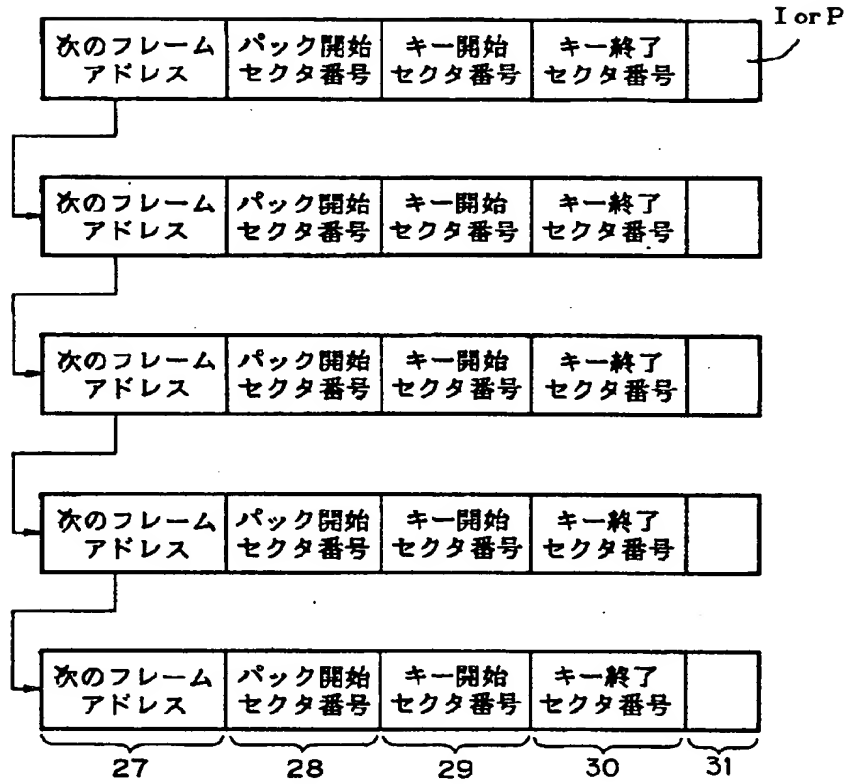 I or P
次のフレーム パック開始 キー開始 キー終了
アドレス セクタ番号 セクタ番号 セクタ番号
次のフレーム パック開始 キー開始 キー終了
アドレス セクタ番号 セクタ番号 セクタ番号
次のフレーム パック開始 キー開始 キー終了
アドレス セクタ番号 セクタ番号 セクタ番号
次のフレーム パック開始 キー開始 キー終了
アドレス セクタ番号 セクタ番号 セクタ番号
次のフレーム パック開始 キー開始 キー終了
アドレス セクタ番号 セクタ番号 セクタ番号
27 28 29 30 31